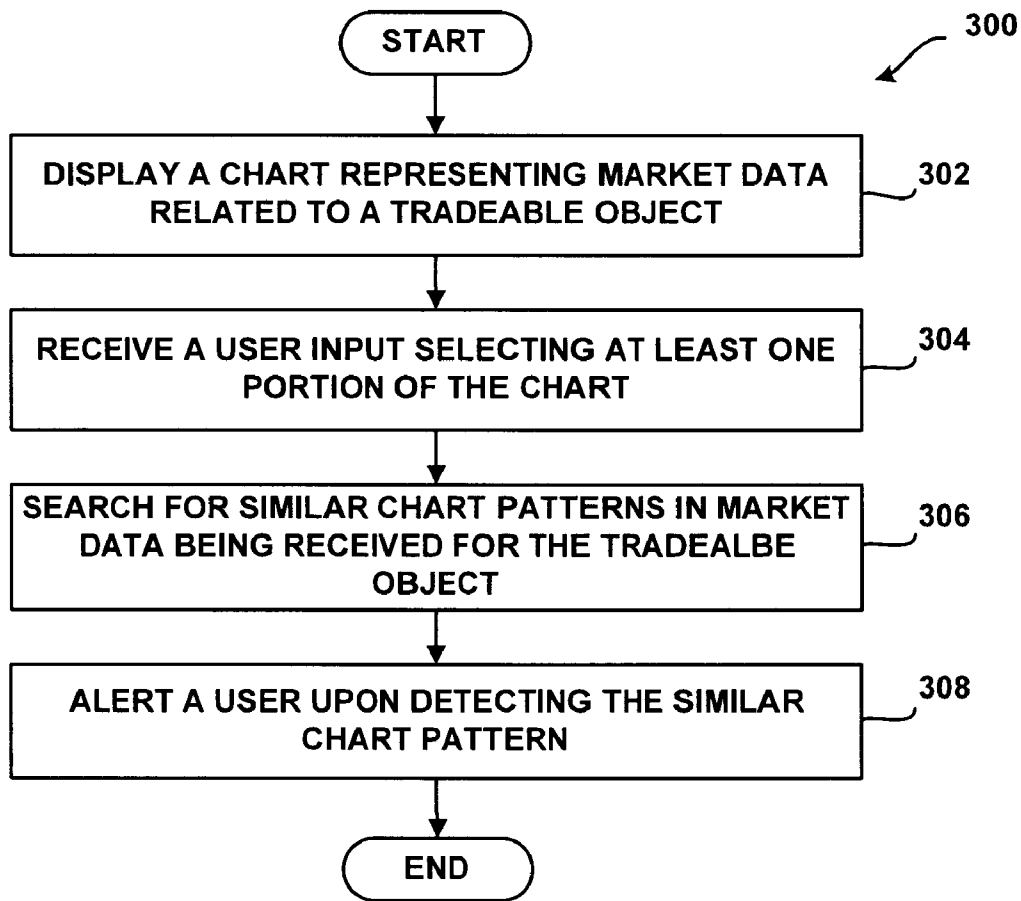 START
300
DISPLAY A CHART REPRESENTING MARKET DATA
RELATED TO A TRADEABLE OBJECT
302
RECEIVE A USER INPUT SELECTING AT LEAST ONE
PORTION OF THE CHART
304
SEARCH FOR SIMILAR CHART PATTERNS IN MARKET
DATA BEING RECEIVED FOR THE TRADEALBE
OBJECT
306
ALERT A USER UPON DETECTING THE SIMILAR
CHART PATTERN
308
END